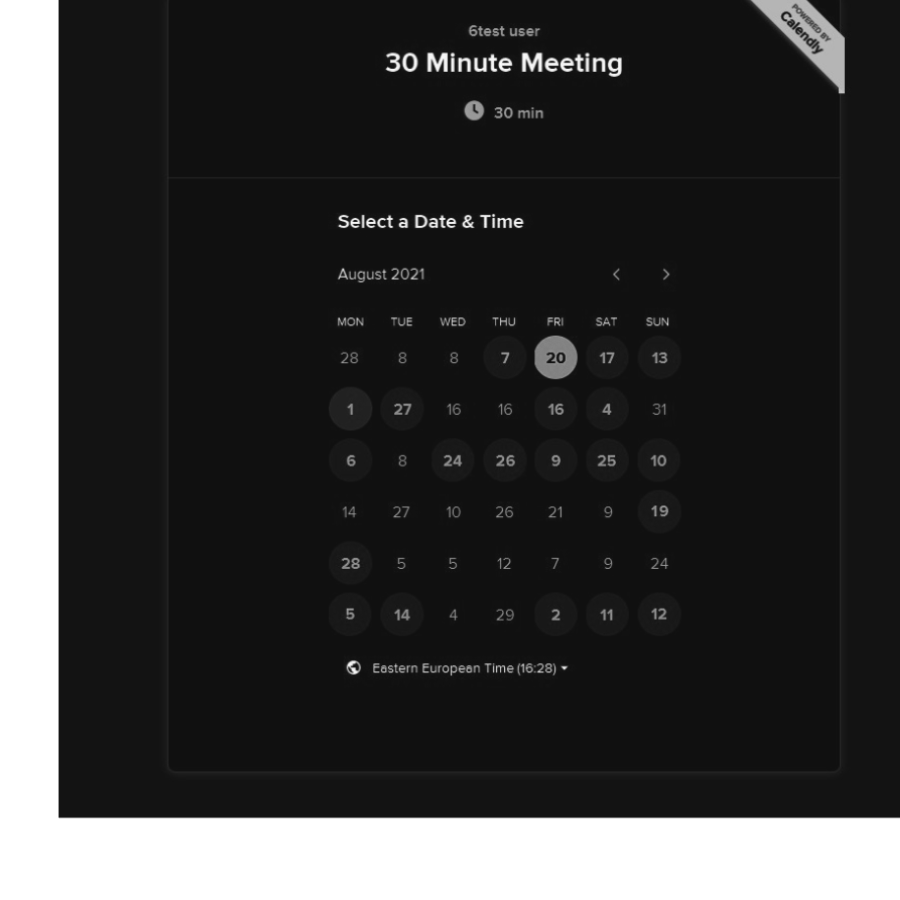 POWERED BY
Calendly
6test user
30 Minute Meeting
30 min
Select a Date & Time
August 2021
MON TUE WED THU FRI SAT SUN
28 8 8 7 20 17 13
1 27 16 16 16 4 31
6 8 24 26 9 25 10
14 27 10 26 21 9 19
28 5 5 12 7 9 24
5 14 4 29 2 11 12
Eastern European Time (16:28)